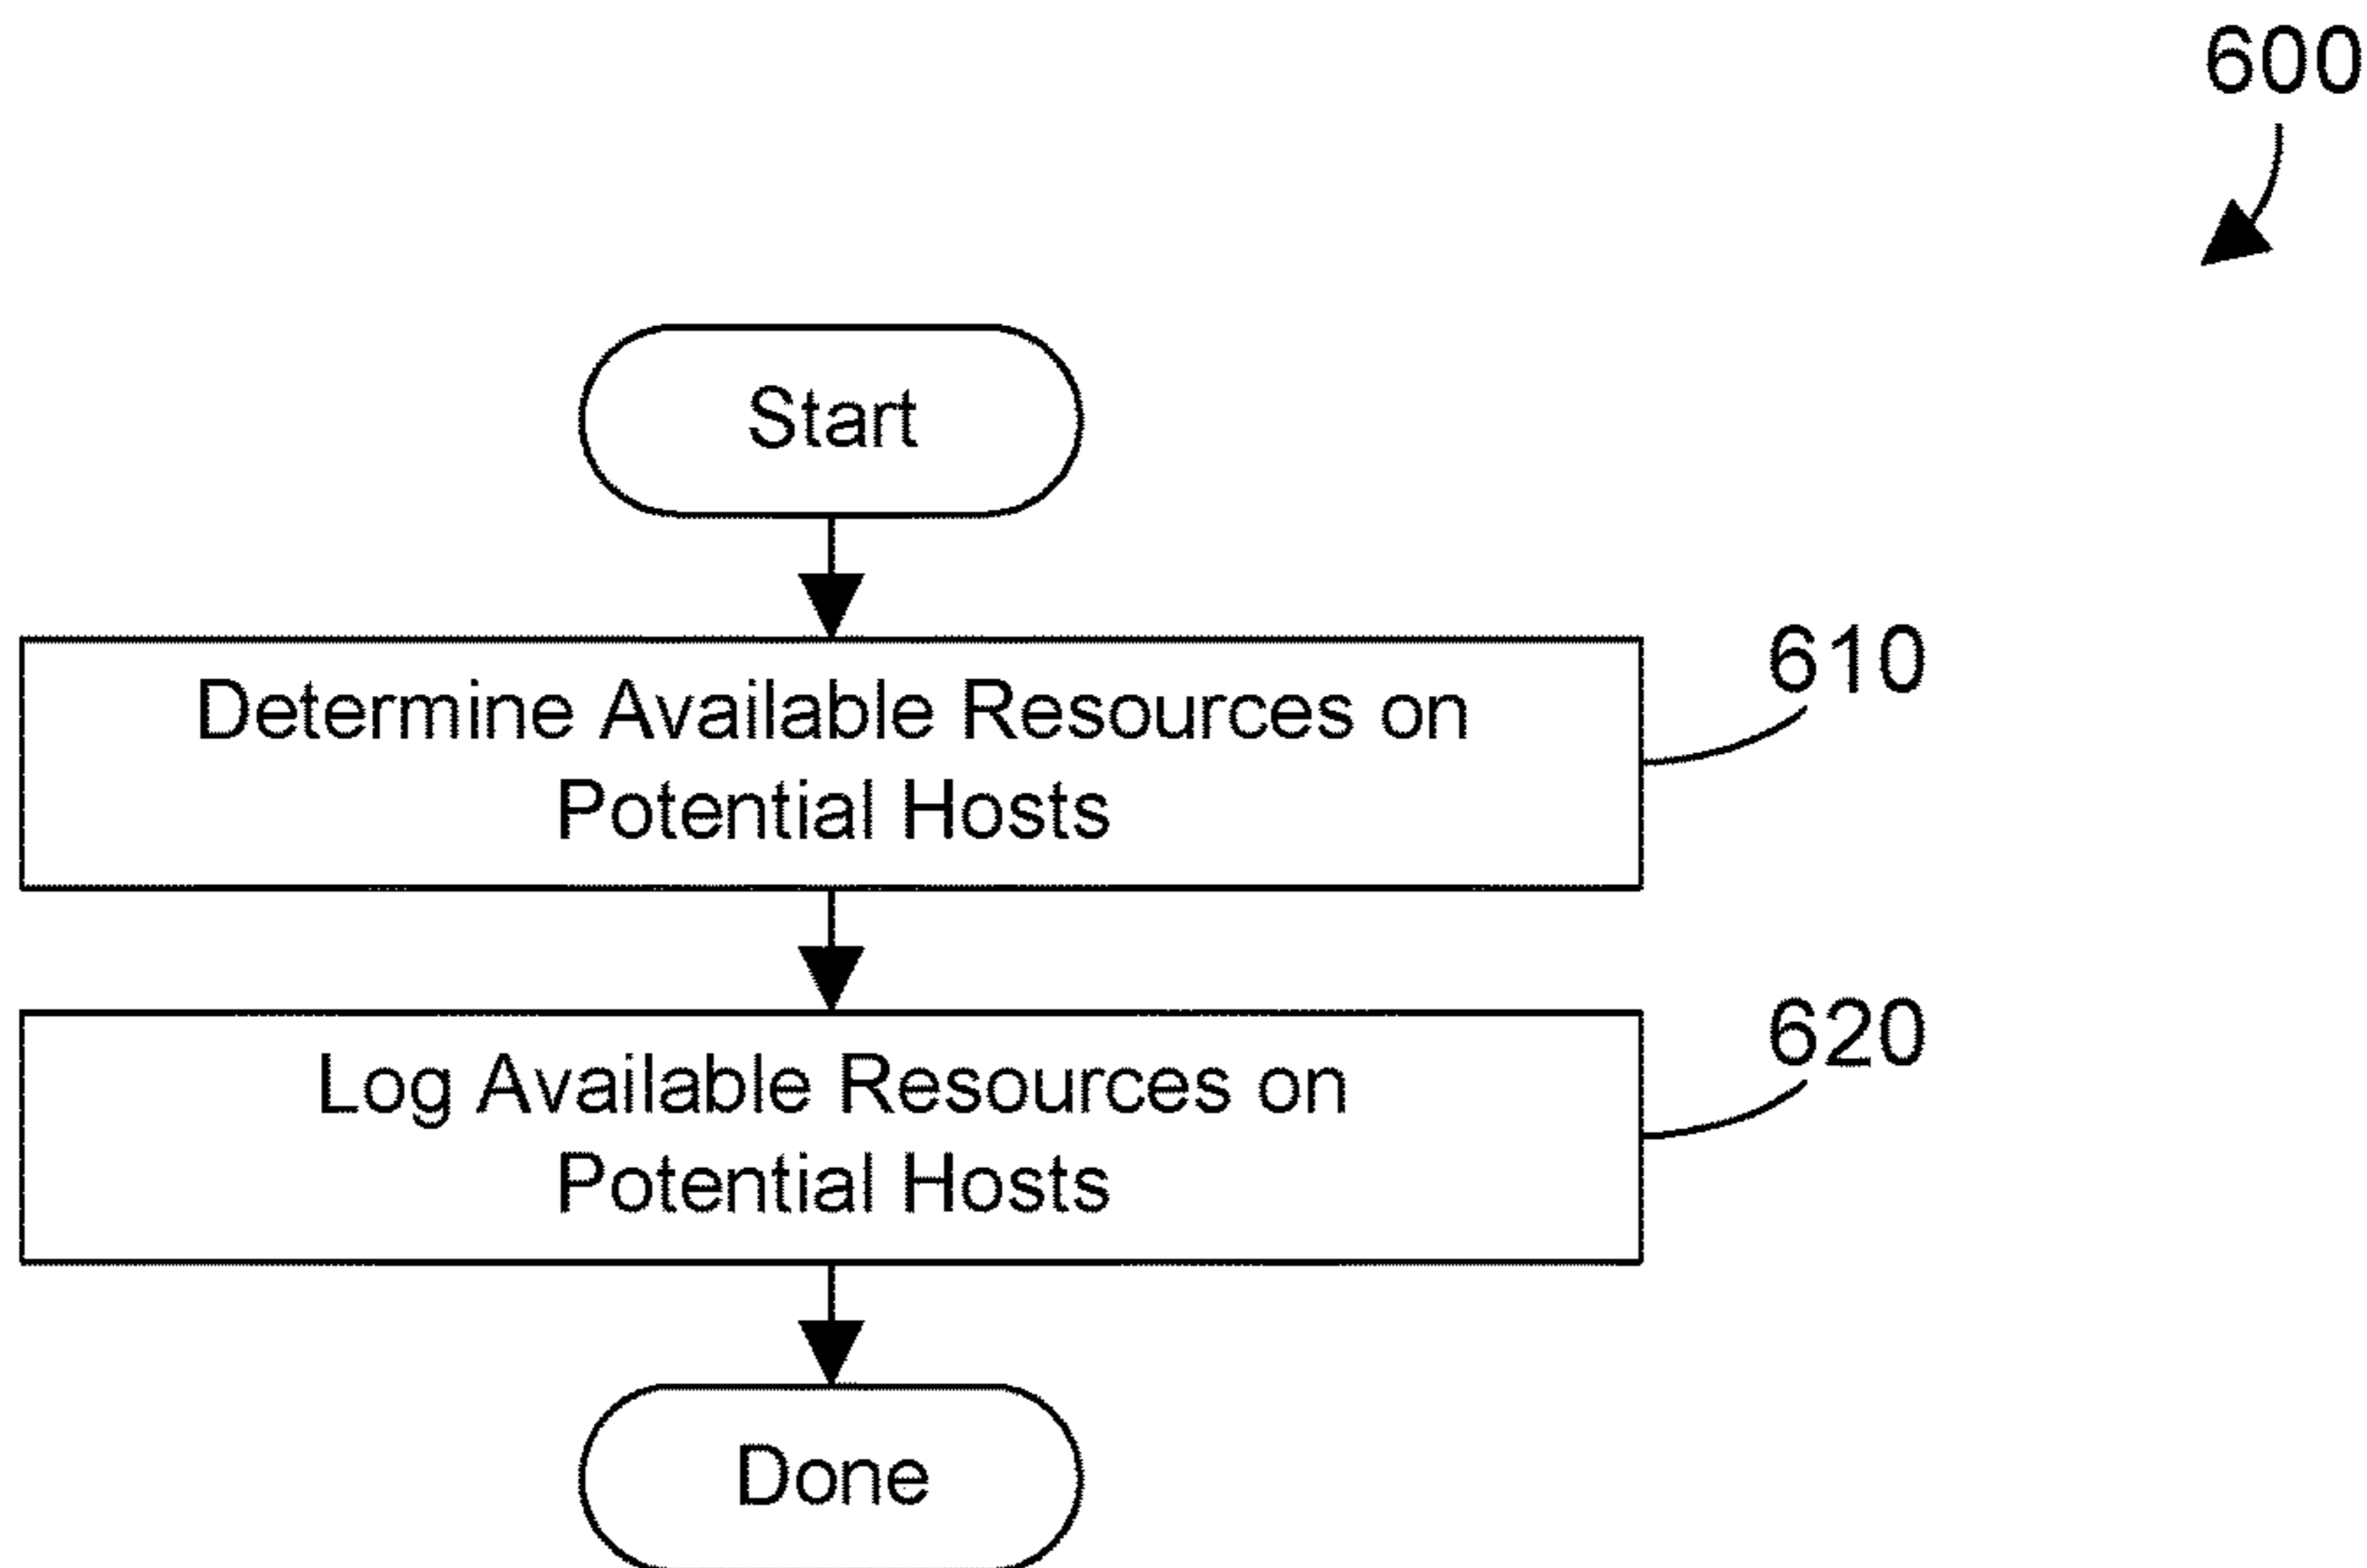 600
Start
Determine Available Resources on
Potential Hosts
610
Log Available Resources on
Potential Hosts
620
Done